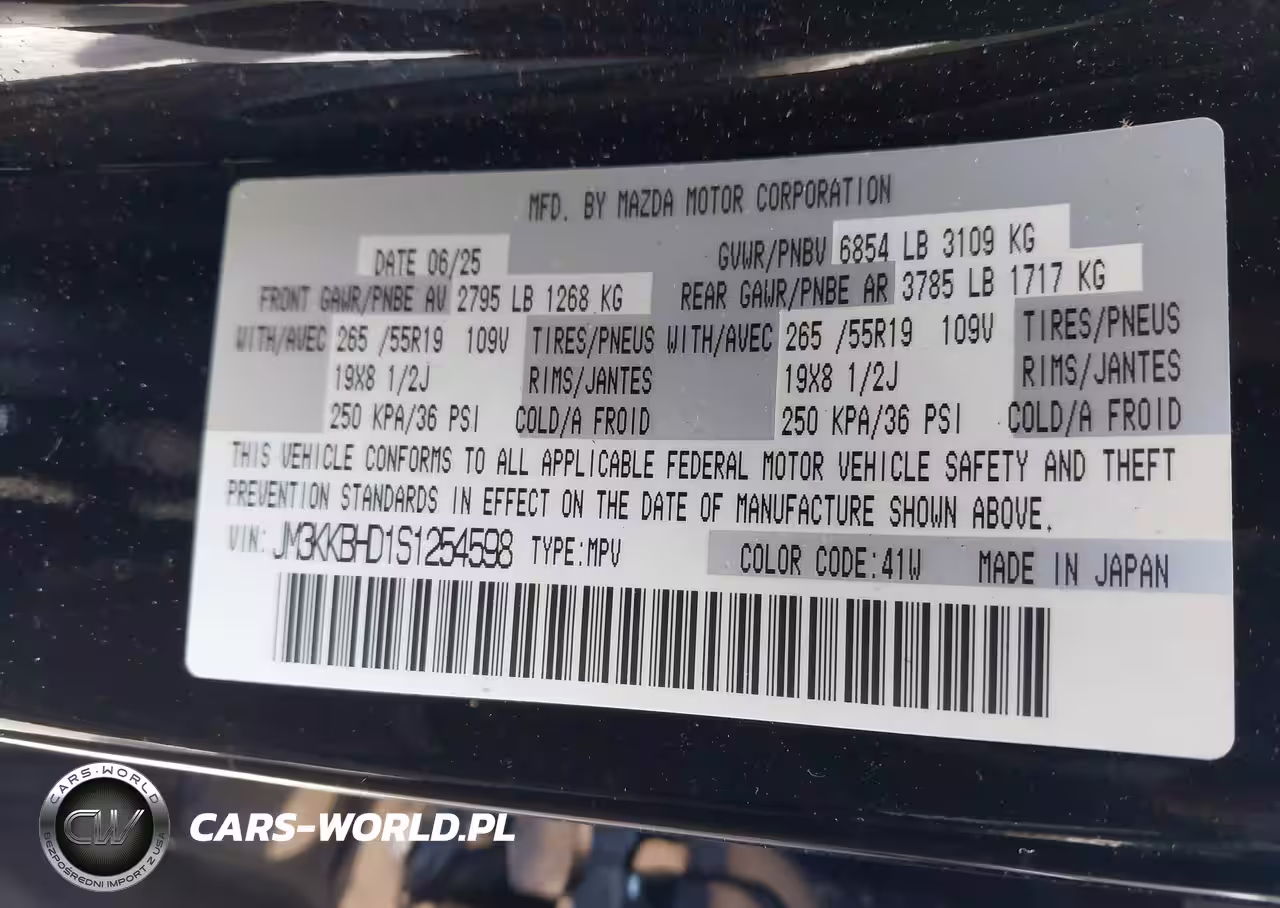 MFD. BY MAZDA MOTOR CORPORATION
DATE 06/25 GVWR/PNBV 6854 LB 3109 KG
FRONT GAWR/PNBE AV 2795 LB 1268 KG REAR GAWR/PNBE AR 3785 LB 1717 KG
WITH/AVEC 265 /55R19 109V TIRES/PNEUS WITH/AVEC 265 /55R19 109V TIRES/PNEUS
19X8 1/2J RIMS/JANTES 19X8 1/2J RIMS/JANTES
250 KPA/36 PSI COLD/A FROID 250 KPA/36 PSI COLD/A FROID
THIS VEHICLE CONFORMS TO ALL APPLICABLE FEDERAL MOTOR VEHICLE SAFETY AND THEFT
PREVENTION STANDARDS IN EFFECT ON THE DATE OF MANUFACTURE SHOWN ABOVE.
VIN: JM3KKBHD1S1254598 TYPE:MPV COLOR CODE:41W MADE IN JAPAN
CARS-WORLD
CW
BEZPOŚREDNI IMPORT Z USA
CARS-WORLD.PL